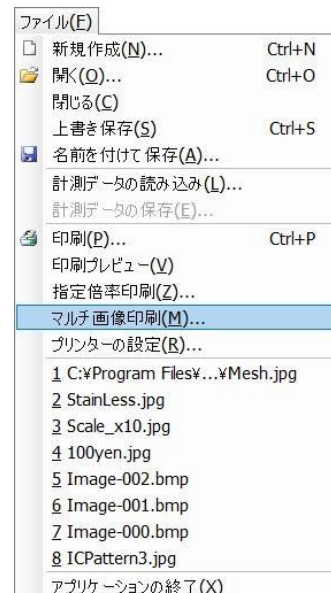 ファイル(F)
新規作成(N)... Ctrl+N
開く(O)... Ctrl+O
閉じる(C)
上書き保存(S) Ctrl+S
名前を付けて保存(A)...
計測データの読み込み(L)...
計測データの保存(E)...
印刷(P)... Ctrl+P
印刷プレビュー(V)
指定倍率印刷(Z)...
マルチ画像印刷(M)...
プリンターの設定(R)...
1 C:¥Program Files¥...¥Mesh.jpg
2 StainLess.jpg
3 Scale_x10.jpg
4 100yen.jpg
5 Image-002.bmp
6 Image-001.bmp
7 Image-000.bmp
8 ICPattern3.jpg
アプリケーションの終了(X)